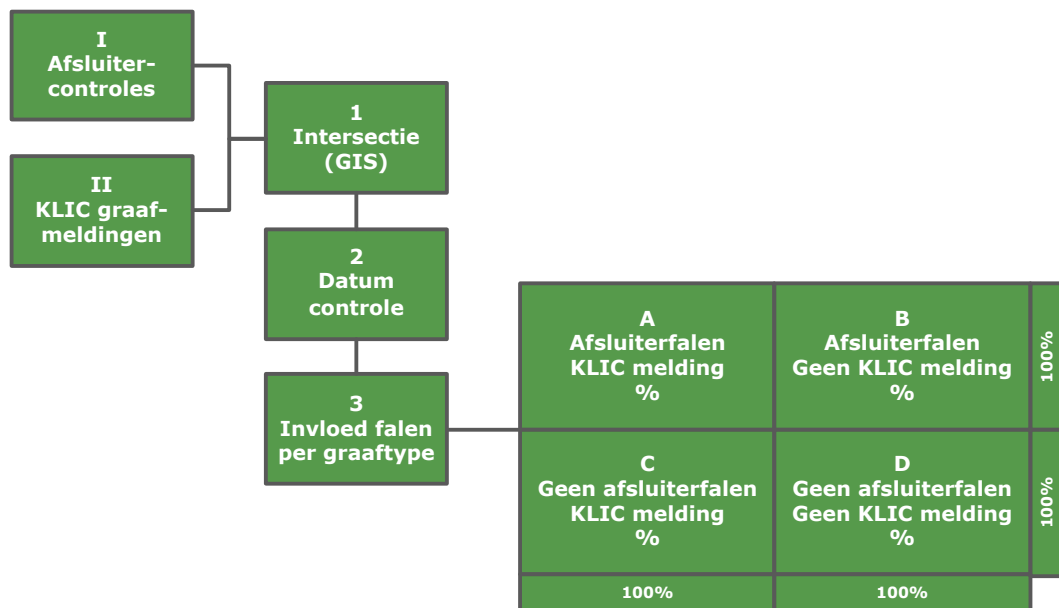 I
Afsluiter-
controles
II
KLIC graaf-
meldingen
1
Intersectie
(GIS)
2
Datum
controle
3
Invloed falen
per graaftype
A
Afsluiterfalen
KLIC melding
%
B
Afsluiterfalen
Geen KLIC melding
%
100%
C
Geen afsluiterfalen
KLIC melding
%
D
Geen afsluiterfalen
Geen KLIC melding
%
100%
100%
100%